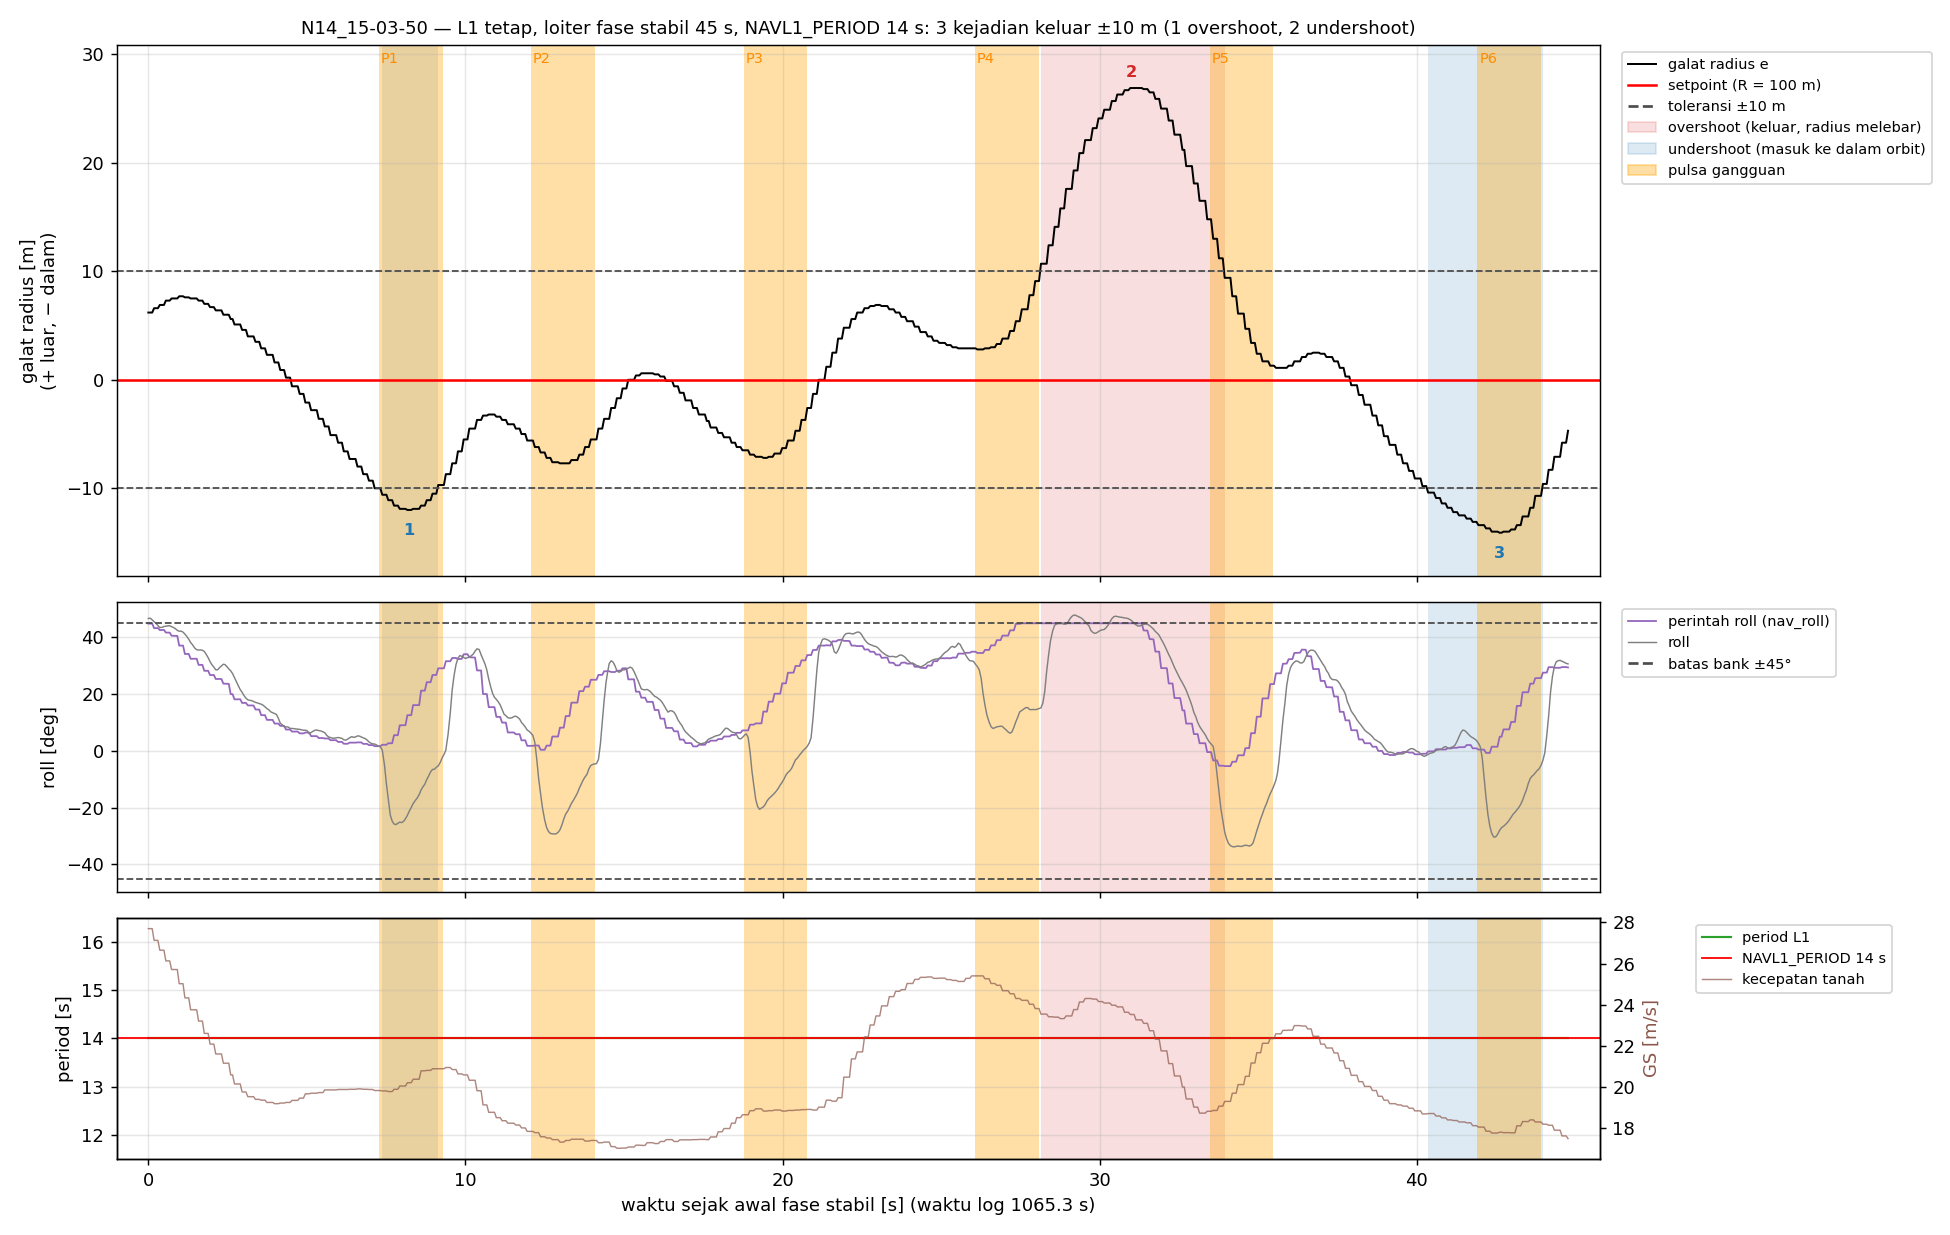 N14_15-03-50 — L1 tetap, loiter fase stabil 45 s, NAVL1_PERIOD 14 s: 3 kejadian keluar ±10 m (1 overshoot, 2 undershoot)
30
20
10
0
−10
galat radius [m]
(+ luar, − dalam)
P1
P2
P3
P4
P5
P6
1
2
3
galat radius e
setpoint (R = 100 m)
toleransi ±10 m
overshoot (keluar, radius melebar)
undershoot (masuk ke dalam orbit)
pulsa gangguan
40
20
0
−20
−40
roll [deg]
perintah roll (nav_roll)
roll
batas bank ±45°
16
15
14
13
12
period [s]
28
26
24
22
20
18
GS [m/s]
period L1
NAVL1_PERIOD 14 s
kecepatan tanah
0
10
20
30
40
waktu sejak awal fase stabil [s] (waktu log 1065.3 s)